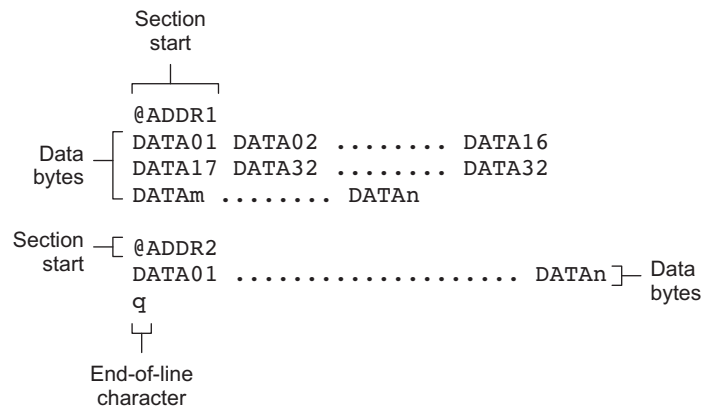 Section
start
@ADDR1
Data
bytes
DATA01 DATA02 ........ DATA16
DATA17 DATA32 ........ DATA32
DATAm ........ DATAn
Section
start
@ADDR2
DATA01 ..................... DATAn
Data
bytes
q
End-of-line
character